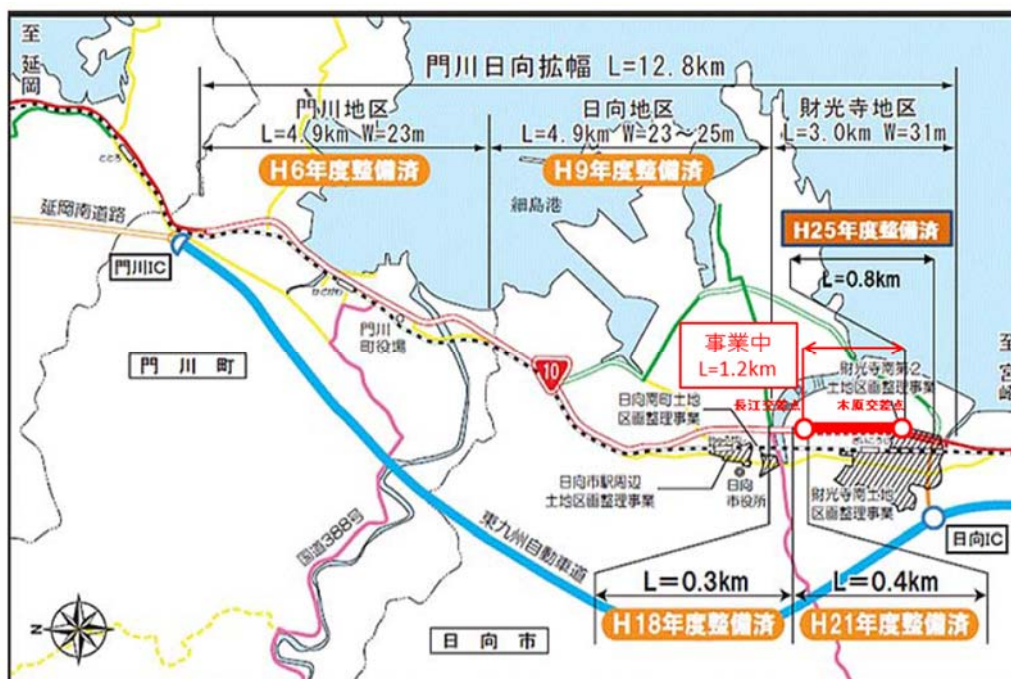 至
延
岡
門川日向拡幅 L=12.8km
門川地区
L=4.9km W=23m
H6年度整備済
日向地区
L=4.9km W=23～25m
H9年度整備済
財光寺地区
L=3.0km W=31m
H25年度整備済
L=0.8km
細島港
延岡南道路
門川IC
門川
町役場
門川町
10
事業中
L=1.2km
財光寺南第2
土地区画整理事業
長江交差点
木原交差点
至
宮
崎
日向南町土地
区画整理事業
日向市駅周辺
土地区画整理事業
日向
市役所
財光寺南土地
区画整理事業
日向IC
国道388号
東九州自動車道
L=0.3km
H18年度整備済
L=0.4km
H21年度整備済
日向市
N